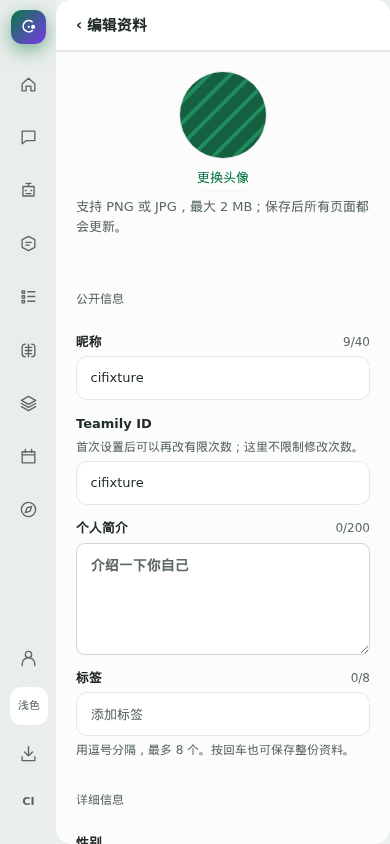 ‹ 编辑资料
更换头像
支持 PNG 或 JPG，最大 2 MB；保存后所有页面都
会更新。
公开信息
昵称 9/40
cifixture
Teamily ID
首次设置后可以再改有限次数；这里不限制修改次数。
cifixture
个人简介 0/200
介绍一下你自己
标签 0/8
添加标签
用逗号分隔，最多 8 个。按回车也可保存整份资料。
详细信息
性别
浅色
CI